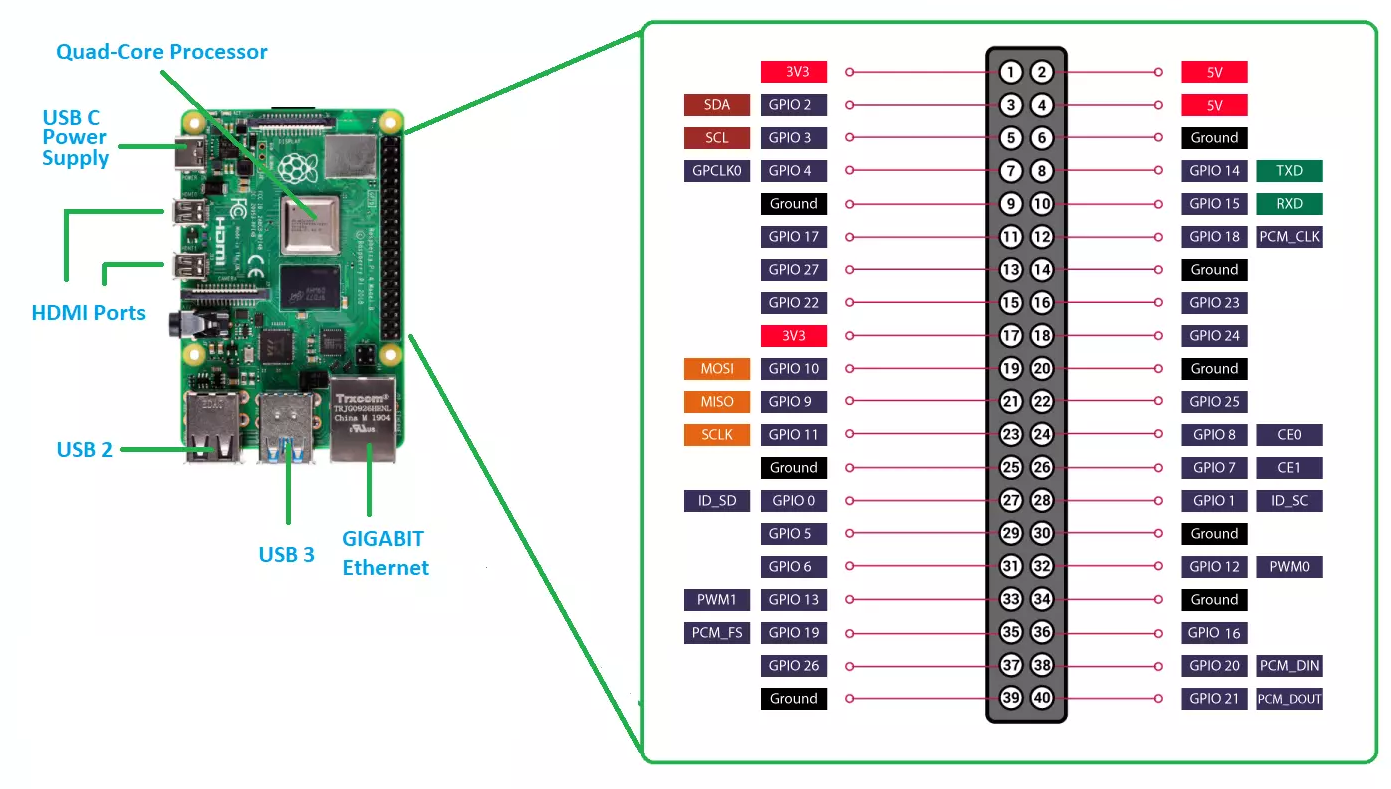 Quad-Core Processor
USB C
Power
Supply
HDMI Ports
USB 2
USB 3
GIGABIT
Ethernet
DISPLAY
HDMI
CAMERA
FC
CE
Trxcom
TRJG0926HENL
China M 1904
3V3 1 2 5V
SDA GPIO 2 3 4 5V
SCL GPIO 3 5 6 Ground
GPCLK0 GPIO 4 7 8 GPIO 14 TXD
Ground 9 10 GPIO 15 RXD
GPIO 17 11 12 GPIO 18 PCM_CLK
GPIO 27 13 14 Ground
GPIO 22 15 16 GPIO 23
3V3 17 18 GPIO 24
MOSI GPIO 10 19 20 Ground
MISO GPIO 9 21 22 GPIO 25
SCLK GPIO 11 23 24 GPIO 8 CE0
Ground 25 26 GPIO 7 CE1
ID_SD GPIO 0 27 28 GPIO 1 ID_SC
GPIO 5 29 30 Ground
GPIO 6 31 32 GPIO 12 PWM0
PWM1 GPIO 13 33 34 Ground
PCM_FS GPIO 19 35 36 GPIO 16
GPIO 26 37 38 GPIO 20 PCM_DIN
Ground 39 40 GPIO 21 PCM_DOUT